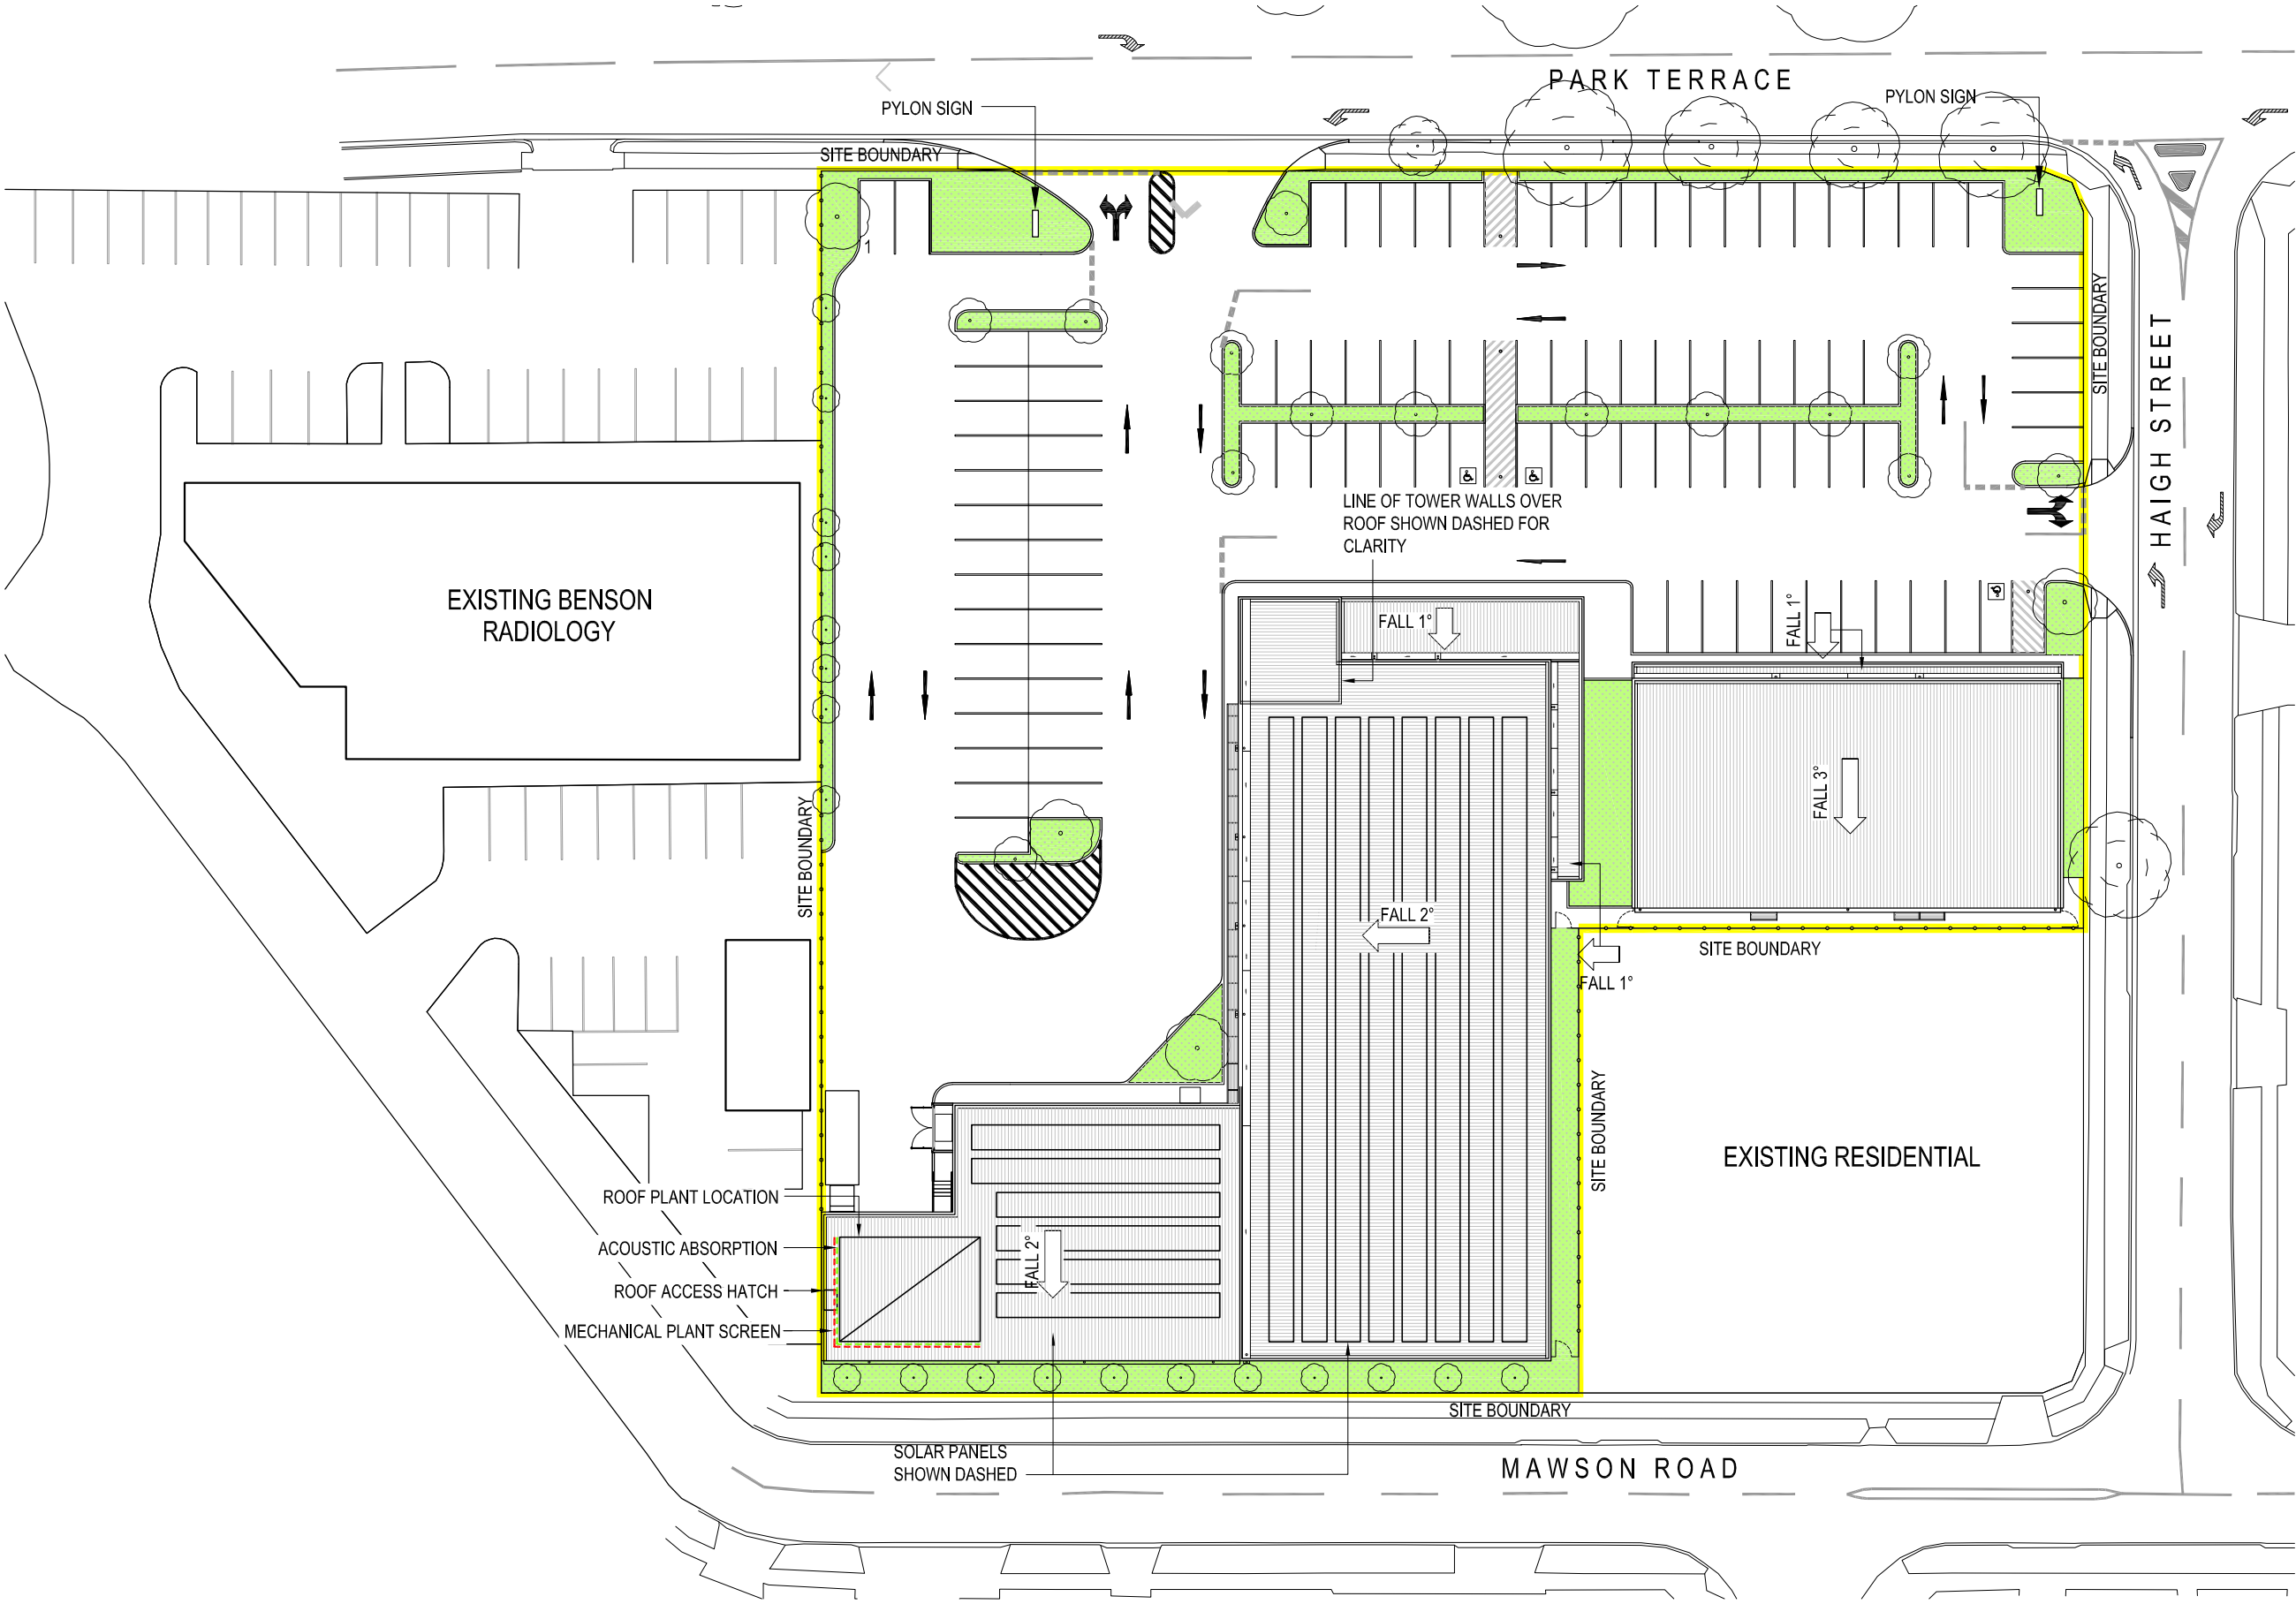 PARK TERRACE
PYLON SIGN
PYLON SIGN
SITE BOUNDARY
1
SITE BOUNDARY
HAIGH STREET
LINE OF TOWER WALLS OVER
ROOF SHOWN DASHED FOR
CLARITY
EXISTING BENSON
RADIOLOGY
FALL 1°
FALL 1°
FALL 3°
SITE BOUNDARY
FALL 2°
SITE BOUNDARY
FALL 1°
SITE BOUNDARY
EXISTING RESIDENTIAL
ROOF PLANT LOCATION
ACOUSTIC ABSORPTION
ROOF ACCESS HATCH
MECHANICAL PLANT SCREEN
FALL 2°
SITE BOUNDARY
SOLAR PANELS
SHOWN DASHED
MAWSON ROAD